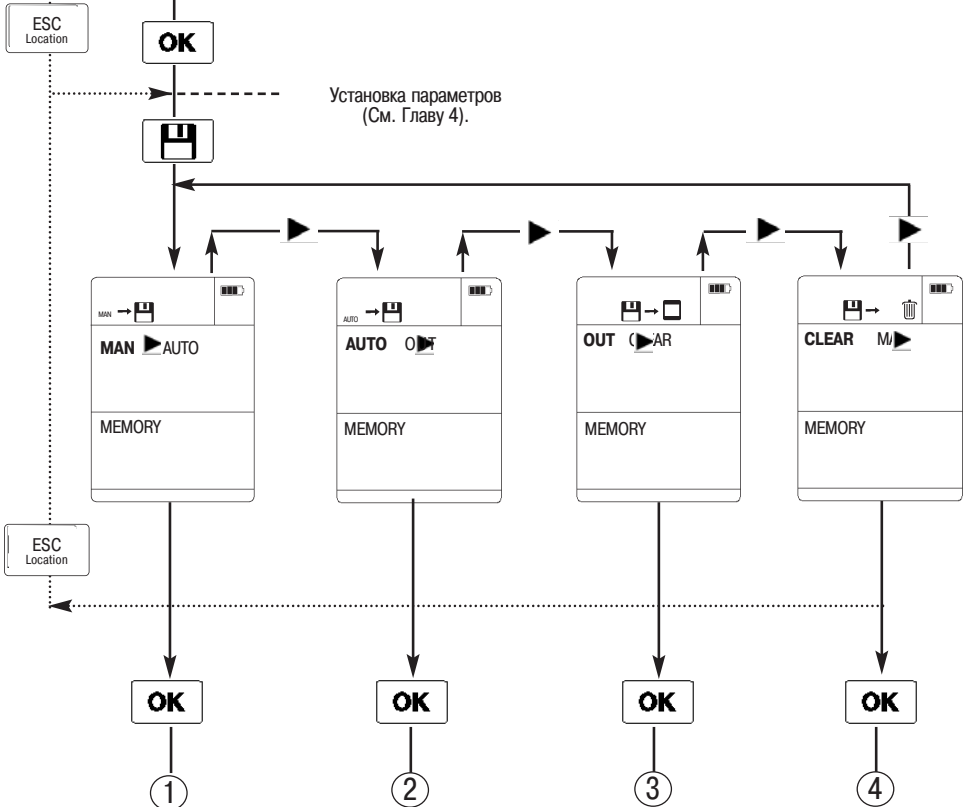 ESC
Location
OK
Установка параметров
(См. Главу 4).
MAN
MAN AUTO
MEMORY
AUTO
AUTO
MEMORY
OUT
MEMORY
CLEAR
MEMORY
ESC
Location
OK
OK
OK
OK
1
2
3
4